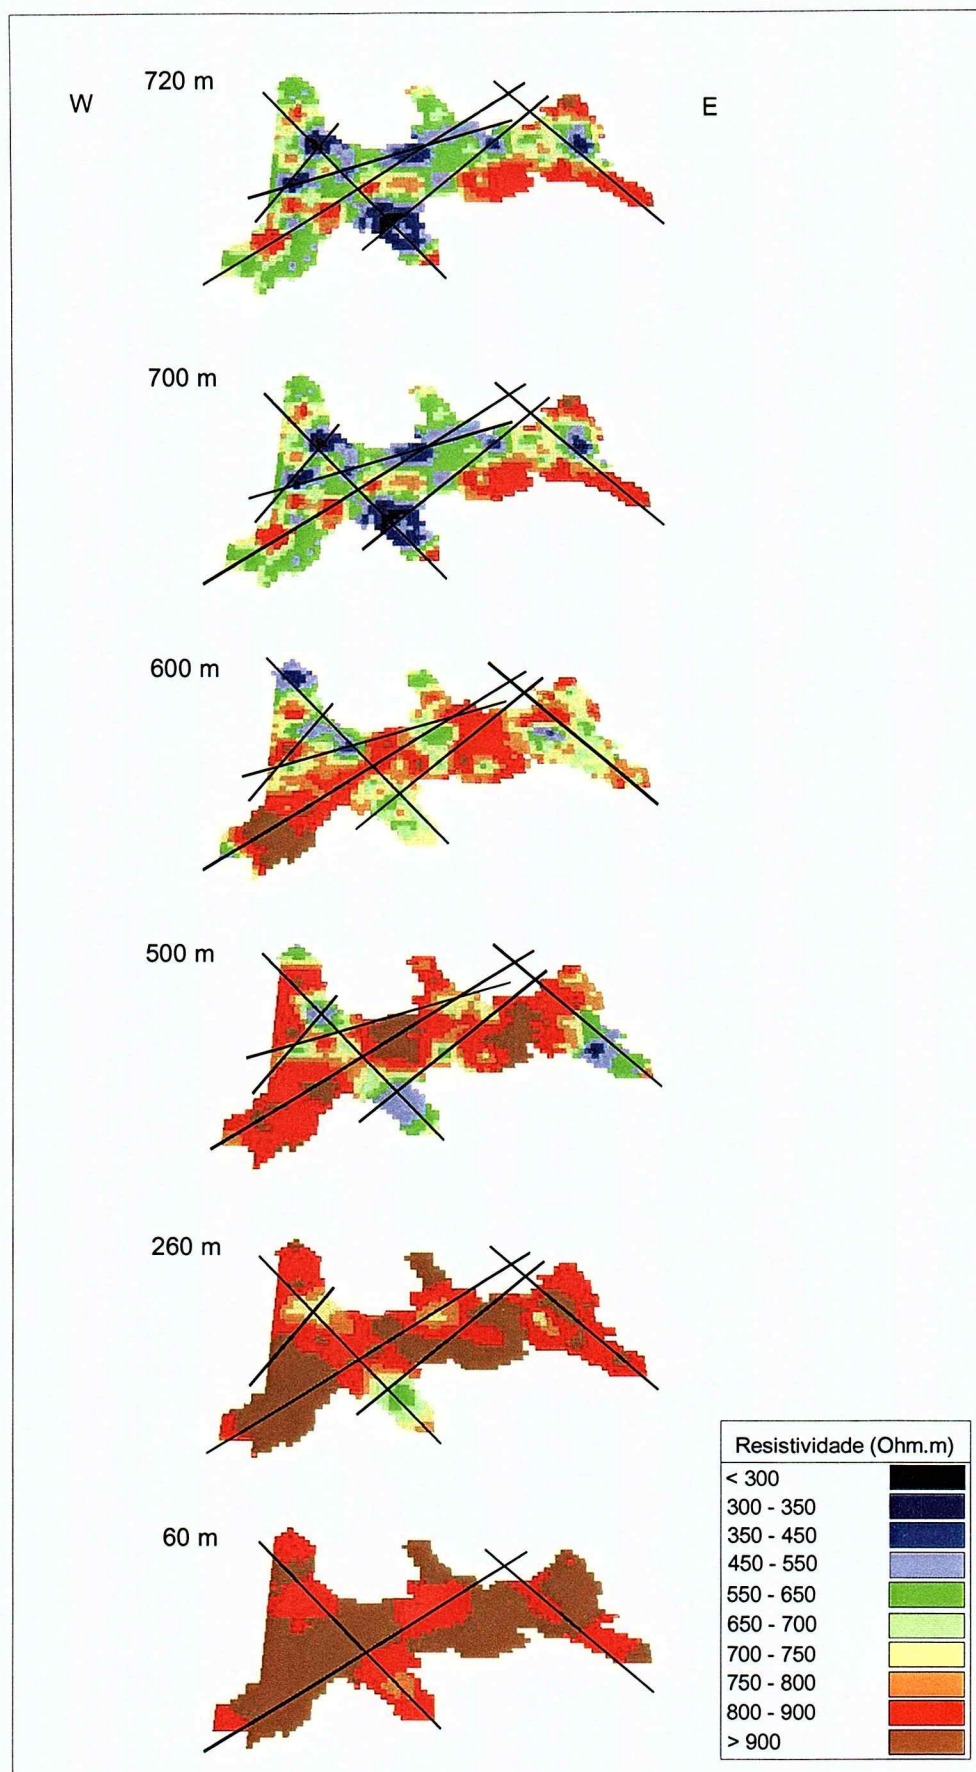 720 m
W
E
700 m
600 m
500 m
260 m
60 m
Resistividade (Ohm.m)
< 300
300 - 350
350 - 450
450 - 550
550 - 650
650 - 700
700 - 750
750 - 800
800 - 900
> 900